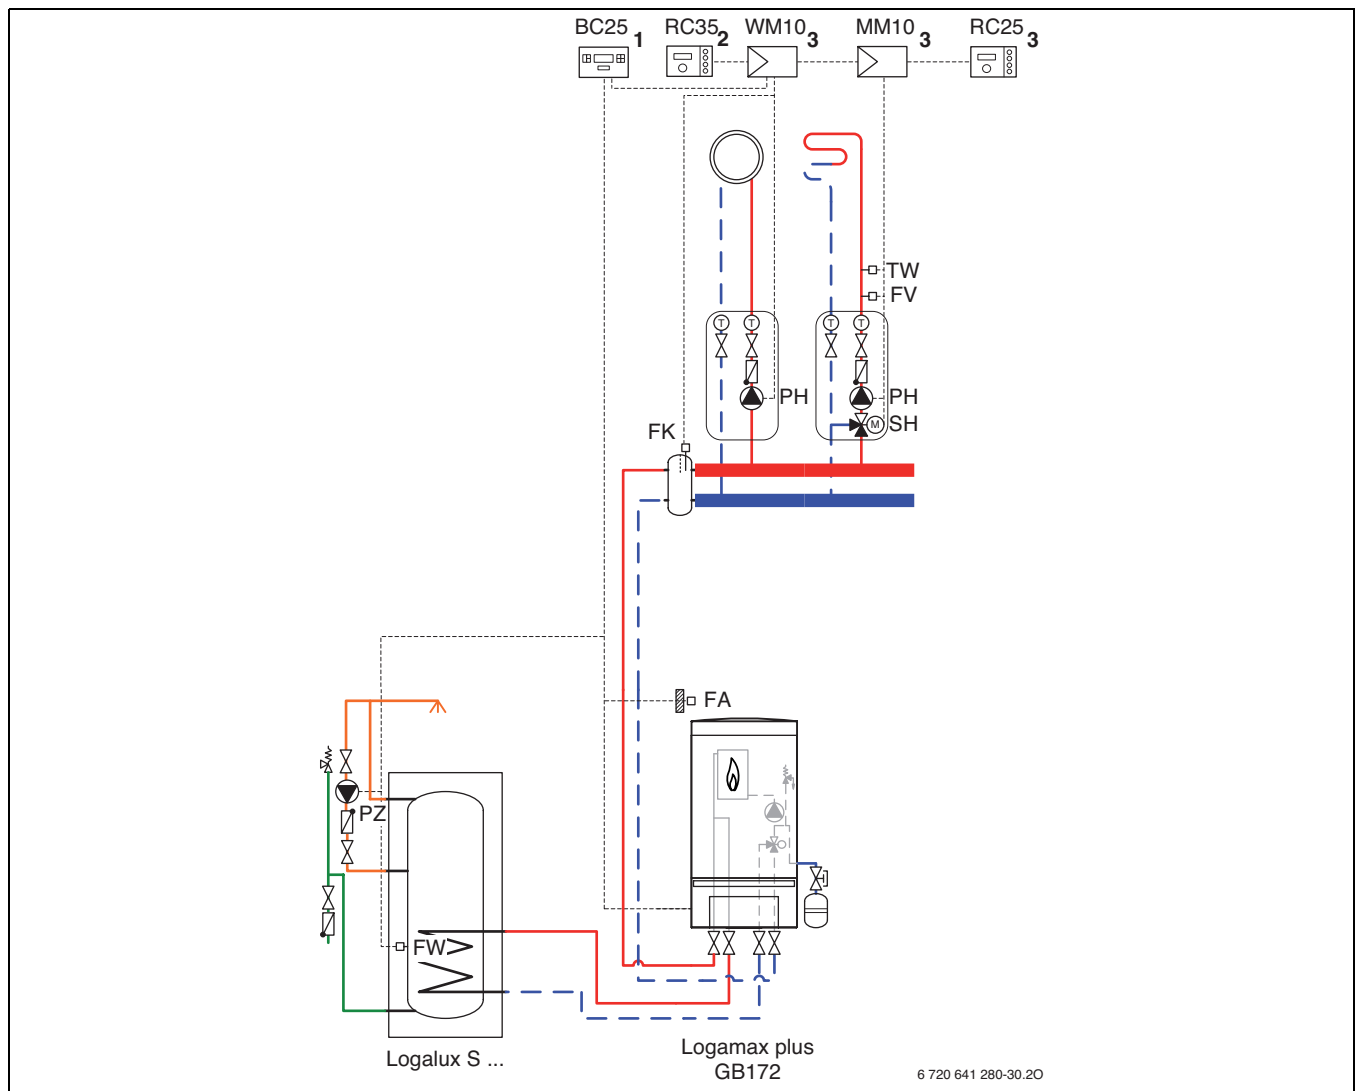 BC25 1 RC35 2 WM10 3 MM10 3 RC25 3
TW
FV
T T T T
PH PH
M SH
FK
FA
PZ
FW
Logalux S ...
Logamax plus
GB172
6 720 641 280-30.2O